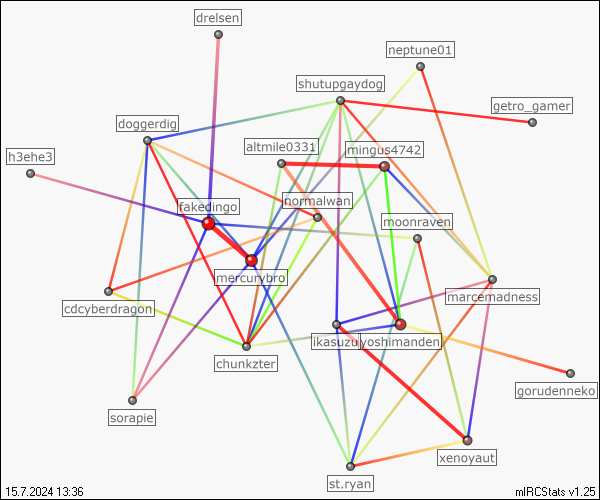 drelsen
neptune01
shutupgaydog
getro_gamer
doggerdig
altmile0331
mingus4742
h3ehe3
fakedingo
normalwan
moonraven
mercurybro
marcemadness
cdcyberdragon
ikasuzu
yoshimanden
chunkzter
gorudenneko
sorapie
xenoyaut
st.ryan
15.7.2024 13:36
mIRCStats v1.25